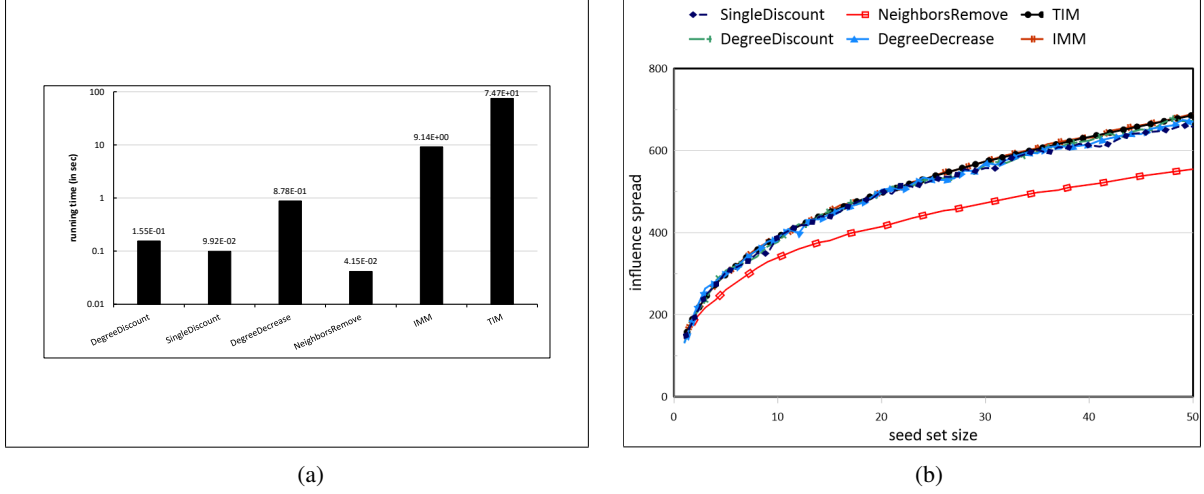 100
10
1
0.1
0.01
running time (in sec)
1.55E-01
9.92E-02
8.78E-01
4.15E-02
9.14E+00
7.47E+01
DegreeDiscount
SingleDiscount
DegreeDecrease
NeighborsRemove
IMM
TIM
(a)
SingleDiscount NeighborsRemove TIM
DegreeDiscount DegreeDecrease IMM
800
600
400
200
0
influence spread
0 10 20 30 40 50
seed set size
(b)